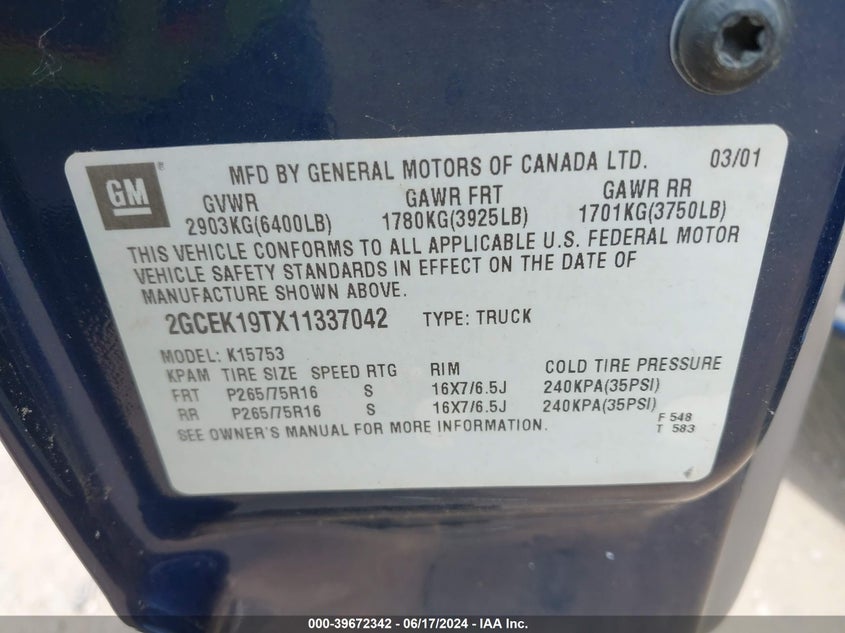 GM
MFD BY GENERAL MOTORS OF CANADA LTD. 03/01
GVWR GAWR FRT GAWR RR
2903KG(6400LB) 1780KG(3925LB) 1701KG(3750LB)
THIS VEHICLE CONFORMS TO ALL APPLICABLE U.S. FEDERAL MOTOR
VEHICLE SAFETY STANDARDS IN EFFECT ON THE DATE OF
MANUFACTURE SHOWN ABOVE.
2GCEK19TX11337042 TYPE: TRUCK
MODEL: K15753
KPAM TIRE SIZE SPEED RTG RIM COLD TIRE PRESSURE
FRT P265/75R16 S 16X7/6.5J 240KPA(35PSI)
RR P265/75R16 S 16X7/6.5J 240KPA(35PSI)
SEE OWNER'S MANUAL FOR MORE INFORMATION.
F 548
T 583
4
000-39672342 - 06/17/2024 - IAA Inc.